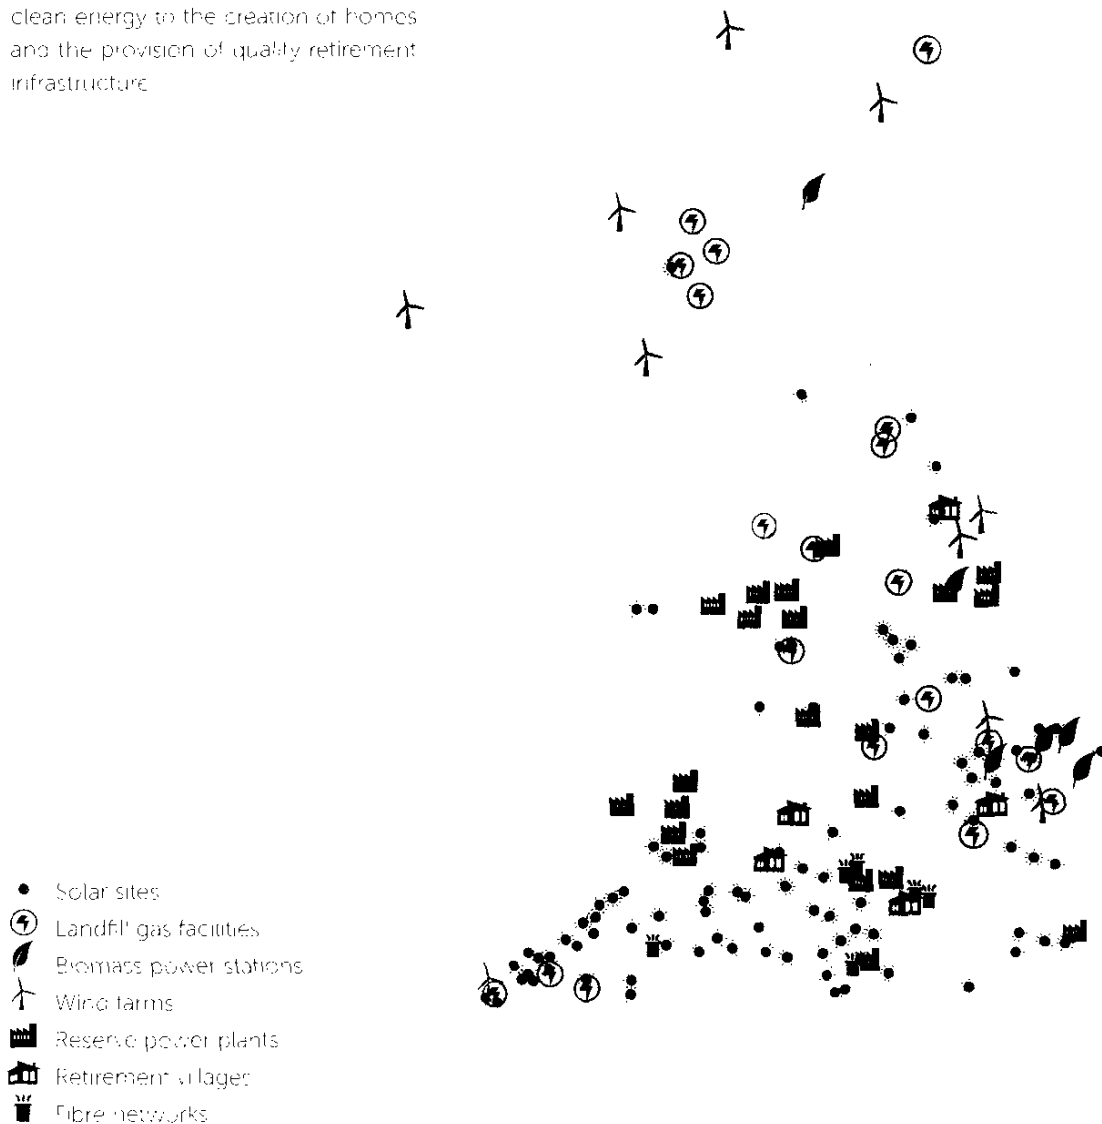 clean energy to the creation of homes
and the provision of quality retirement
infrastructure
Solar sites
Landfill gas facilities
Biomass power stations
Wind farms
Reserve power plants
Retirement villages
Fibre networks